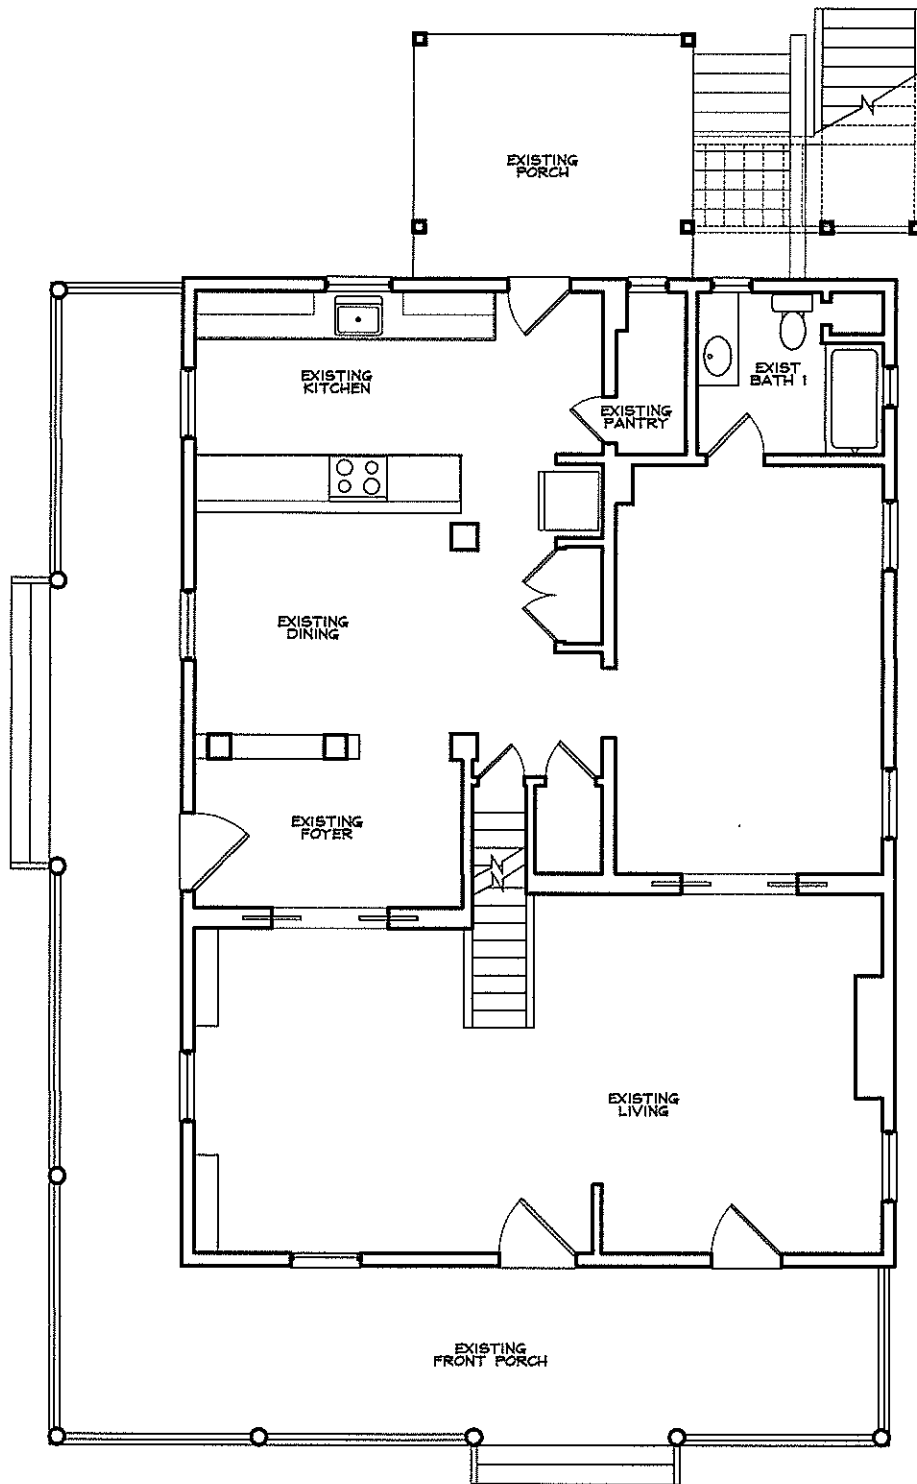 EXISTING
PORCH
EXISTING
KITCHEN
EXIST
BATH 1
EXISTING
PANTRY
EXISTING
DINING
EXISTING
FOYER
EXISTING
LIVING
EXISTING
FRONT PORCH